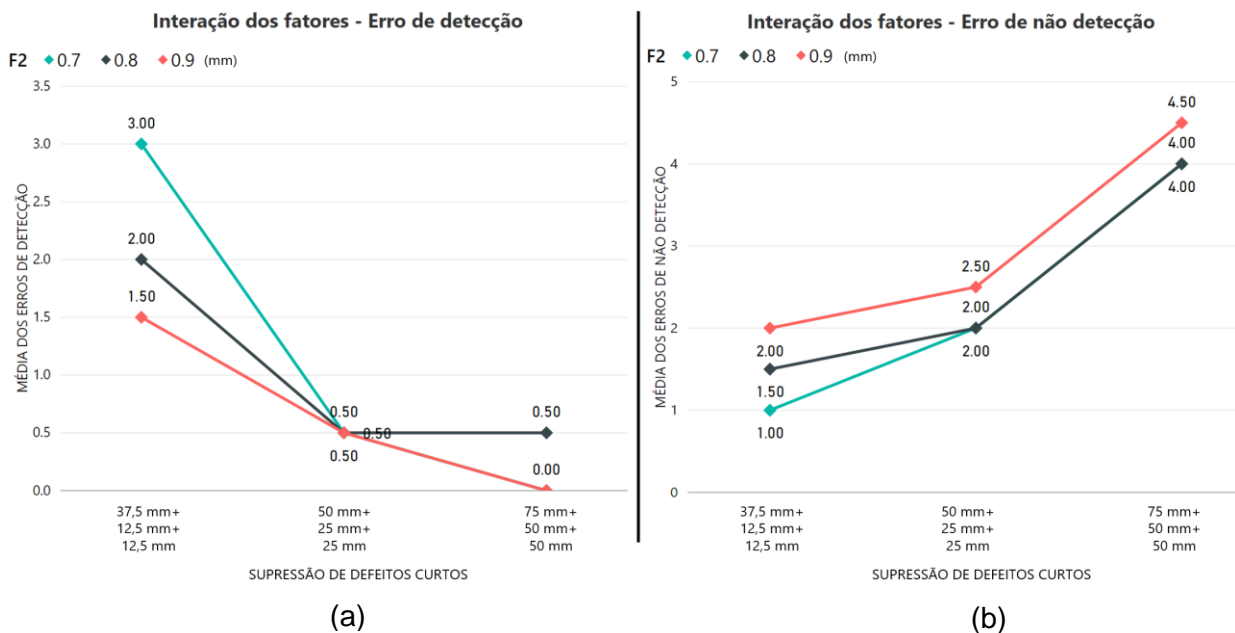 Interação dos fatores - Erro de detecção
F2 0.7 0.8 0.9 (mm)
MÉDIA DOS ERROS DE DETECÇÃO
3.5
3.0
2.5
2.0
1.5
1.0
0.5
0.0
3.00
2.00
1.50
0.50
0.50
0.50
0.50
0.00
37,5 mm+
12,5 mm+
12,5 mm
50 mm+
25 mm+
25 mm
75 mm+
50 mm+
50 mm
SUPRESSÃO DE DEFEITOS CURTOS
(a)
Interação dos fatores - Erro de não detecção
F2 0.7 0.8 0.9 (mm)
MÉDIA DOS ERROS DE NÃO DETECÇÃO
5
4
3
2
1
0
2.00
1.50
1.00
2.50
2.00
2.00
4.50
4.00
4.00
37,5 mm+
12,5 mm+
12,5 mm
50 mm+
25 mm+
25 mm
75 mm+
50 mm+
50 mm
SUPRESSÃO DE DEFEITOS CURTOS
(b)